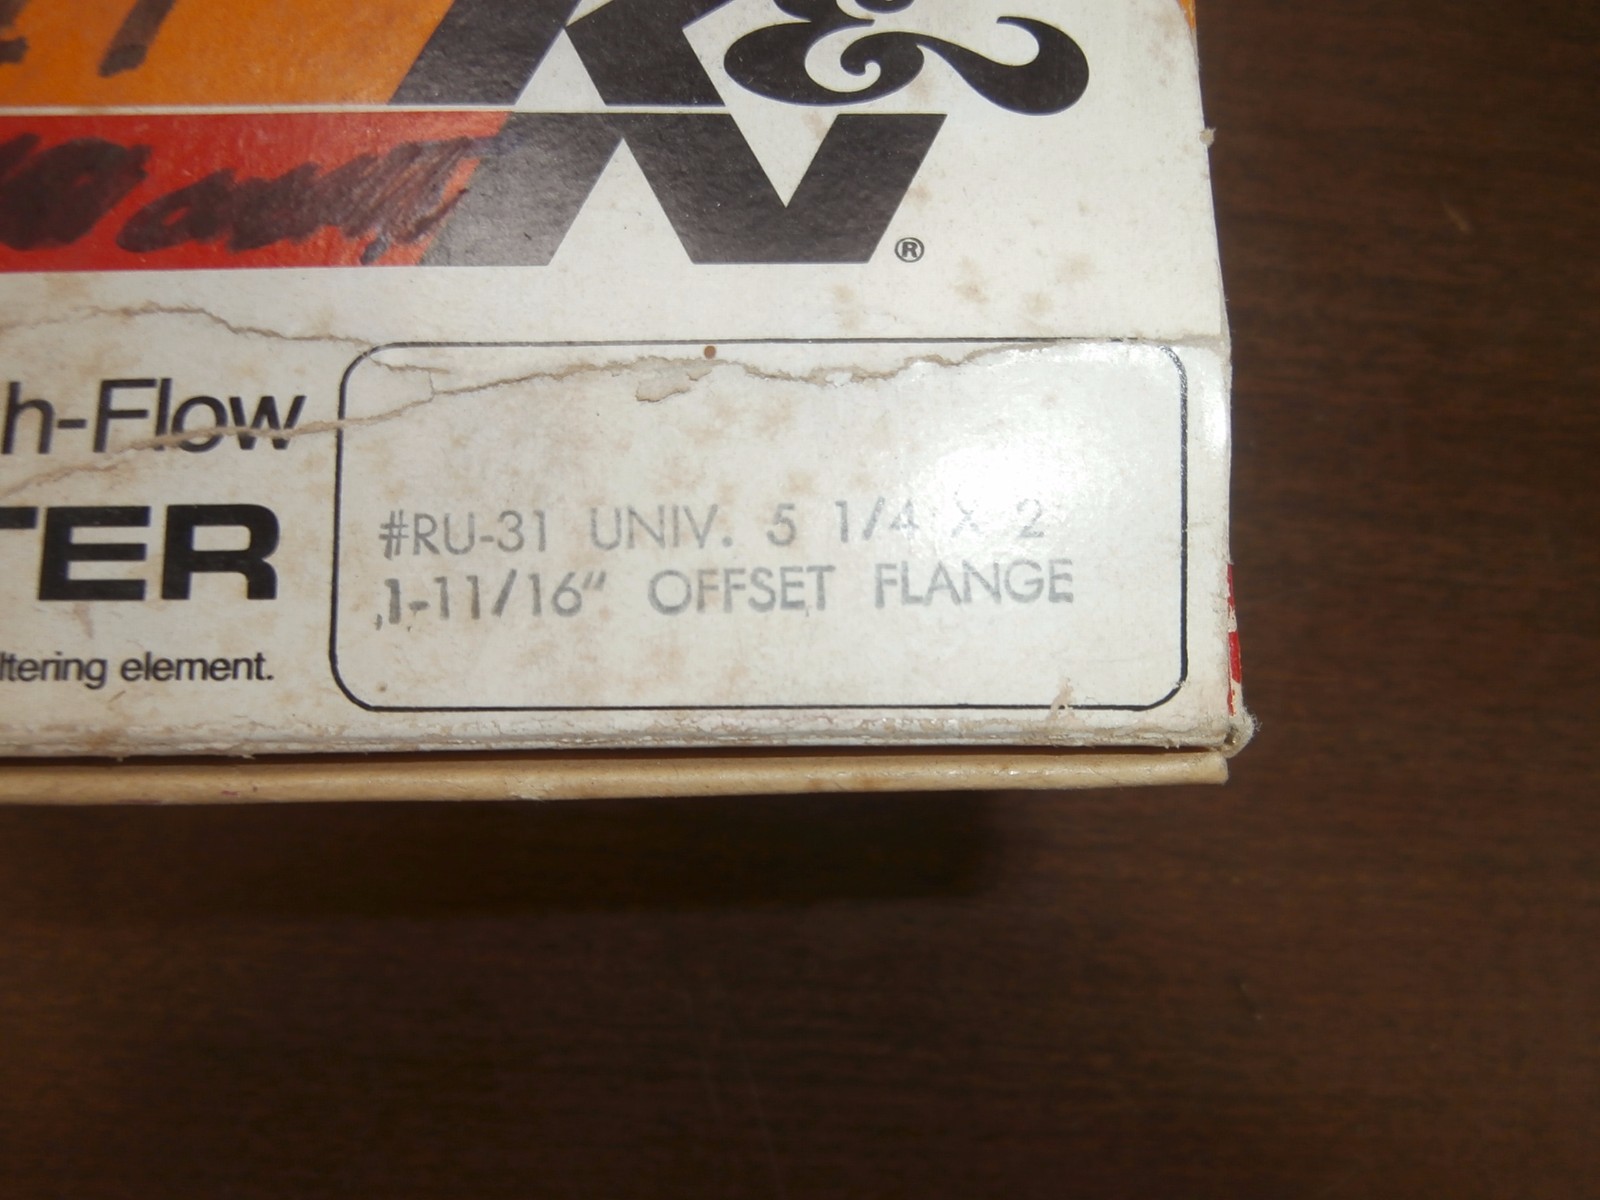 K&
N®
h-Flow
TER
ltering element.
#RU-31 UNIV. 5 1/4 X 2
1-11/16" OFFSET FLANGE